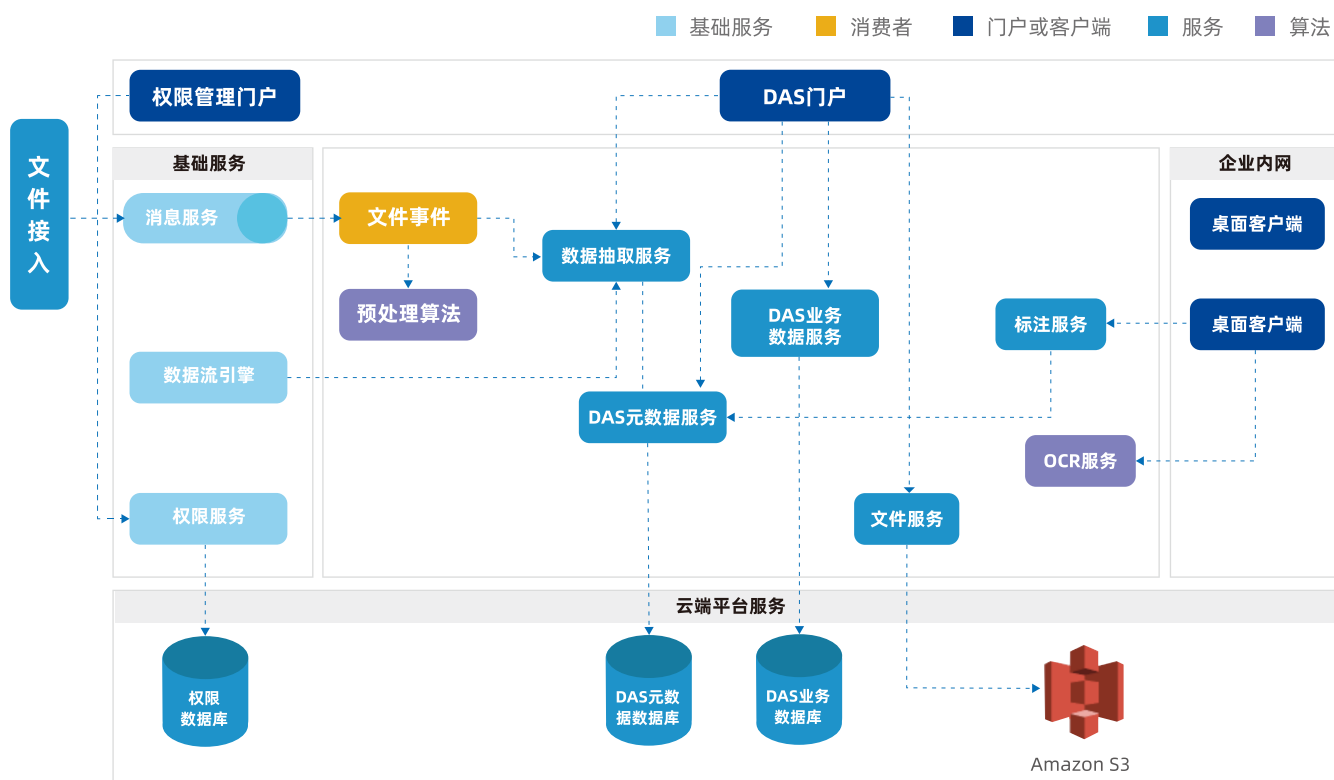 基础服务
消费者
门户或客户端
服务
算法
权限管理门户
DAS门户
文
件
接
入
基础服务
企业内网
消息服务
文件事件
桌面客户端
数据抽取服务
预处理算法
DAS业务
数据服务
标注服务
桌面客户端
数据流引擎
DAS元数据服务
OCR服务
权限服务
文件服务
云端平台服务
权限
数据库
DAS元数
据数据库
DAS业务
数据库
Amazon S3